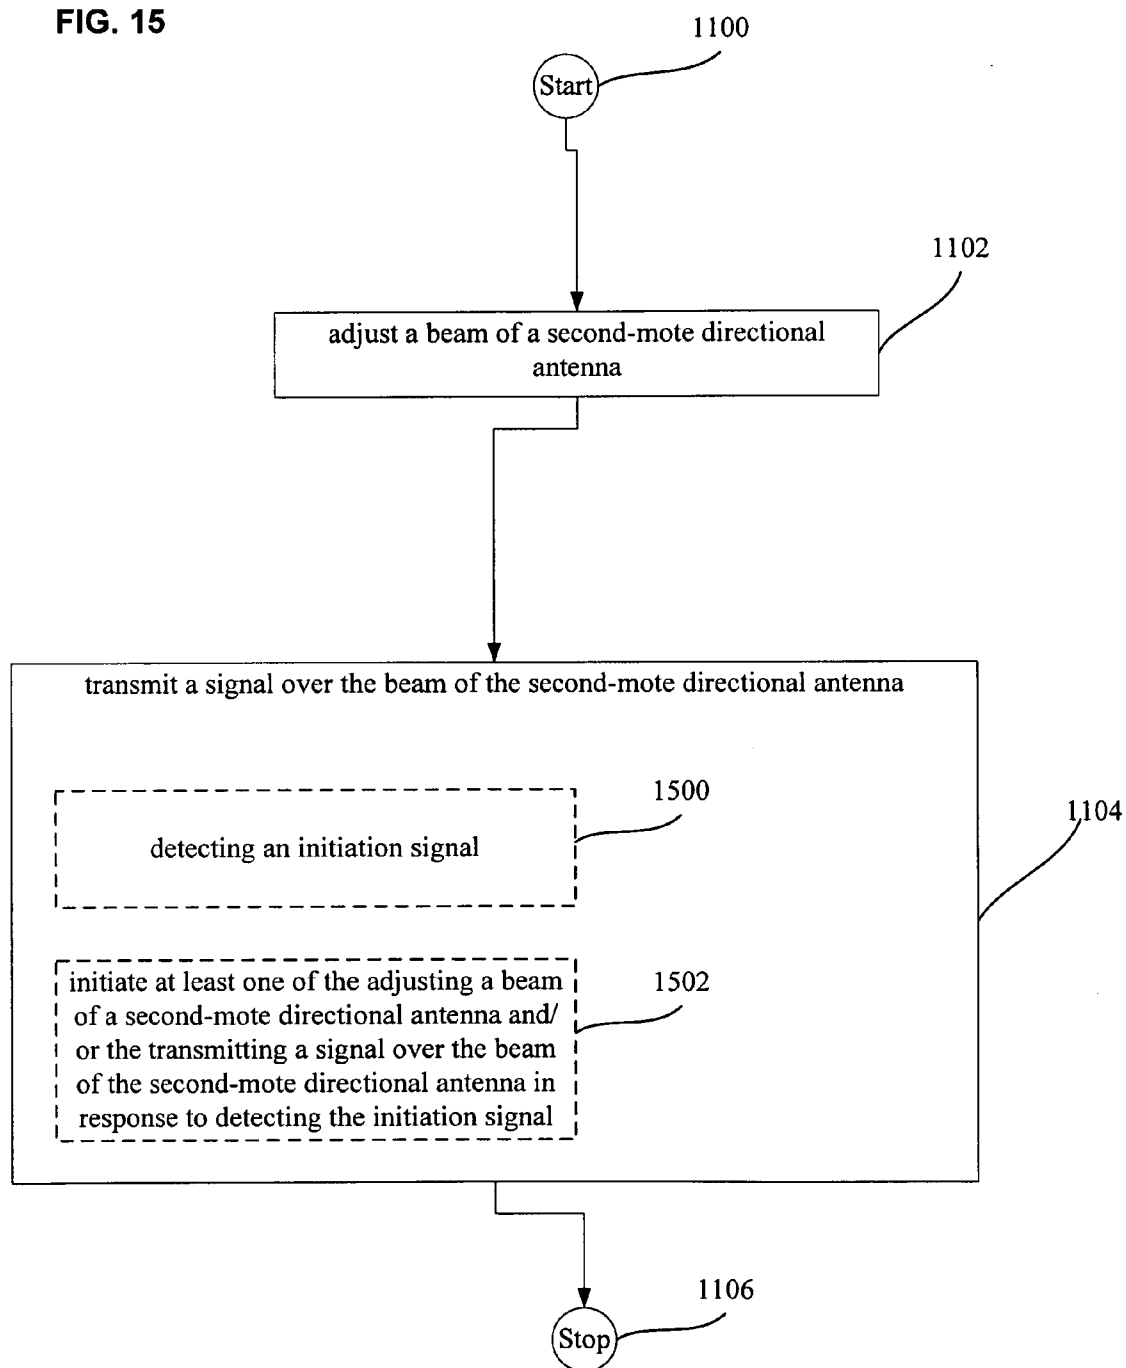 FIG. 15
1100
Start
1102
adjust a beam of a second-mote directional
antenna
transmit a signal over the beam of the second-mote directional antenna
1500
detecting an initiation signal
1104
1502
initiate at least one of the adjusting a beam
of a second-mote directional antenna and/
or the transmitting a signal over the beam
of the second-mote directional antenna in
response to detecting the initiation signal
1106
Stop